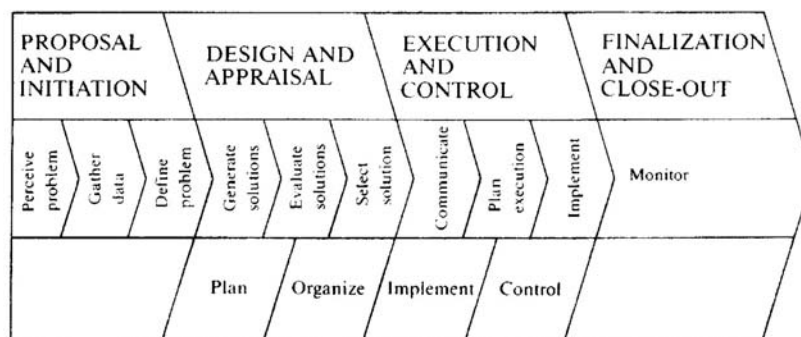 PROPOSAL
AND
INITIATION
DESIGN AND
APPRAISAL
EXECUTION
AND
CONTROL
FINALIZATION
AND
CLOSE-OUT
Perceive
problem
Gather
data
Define
problem
Generate
solutions
Evaluate
solutions
Select
solution
Communicate
Plan
execution
Implement
Monitor
Plan
Organize
Implement
Control